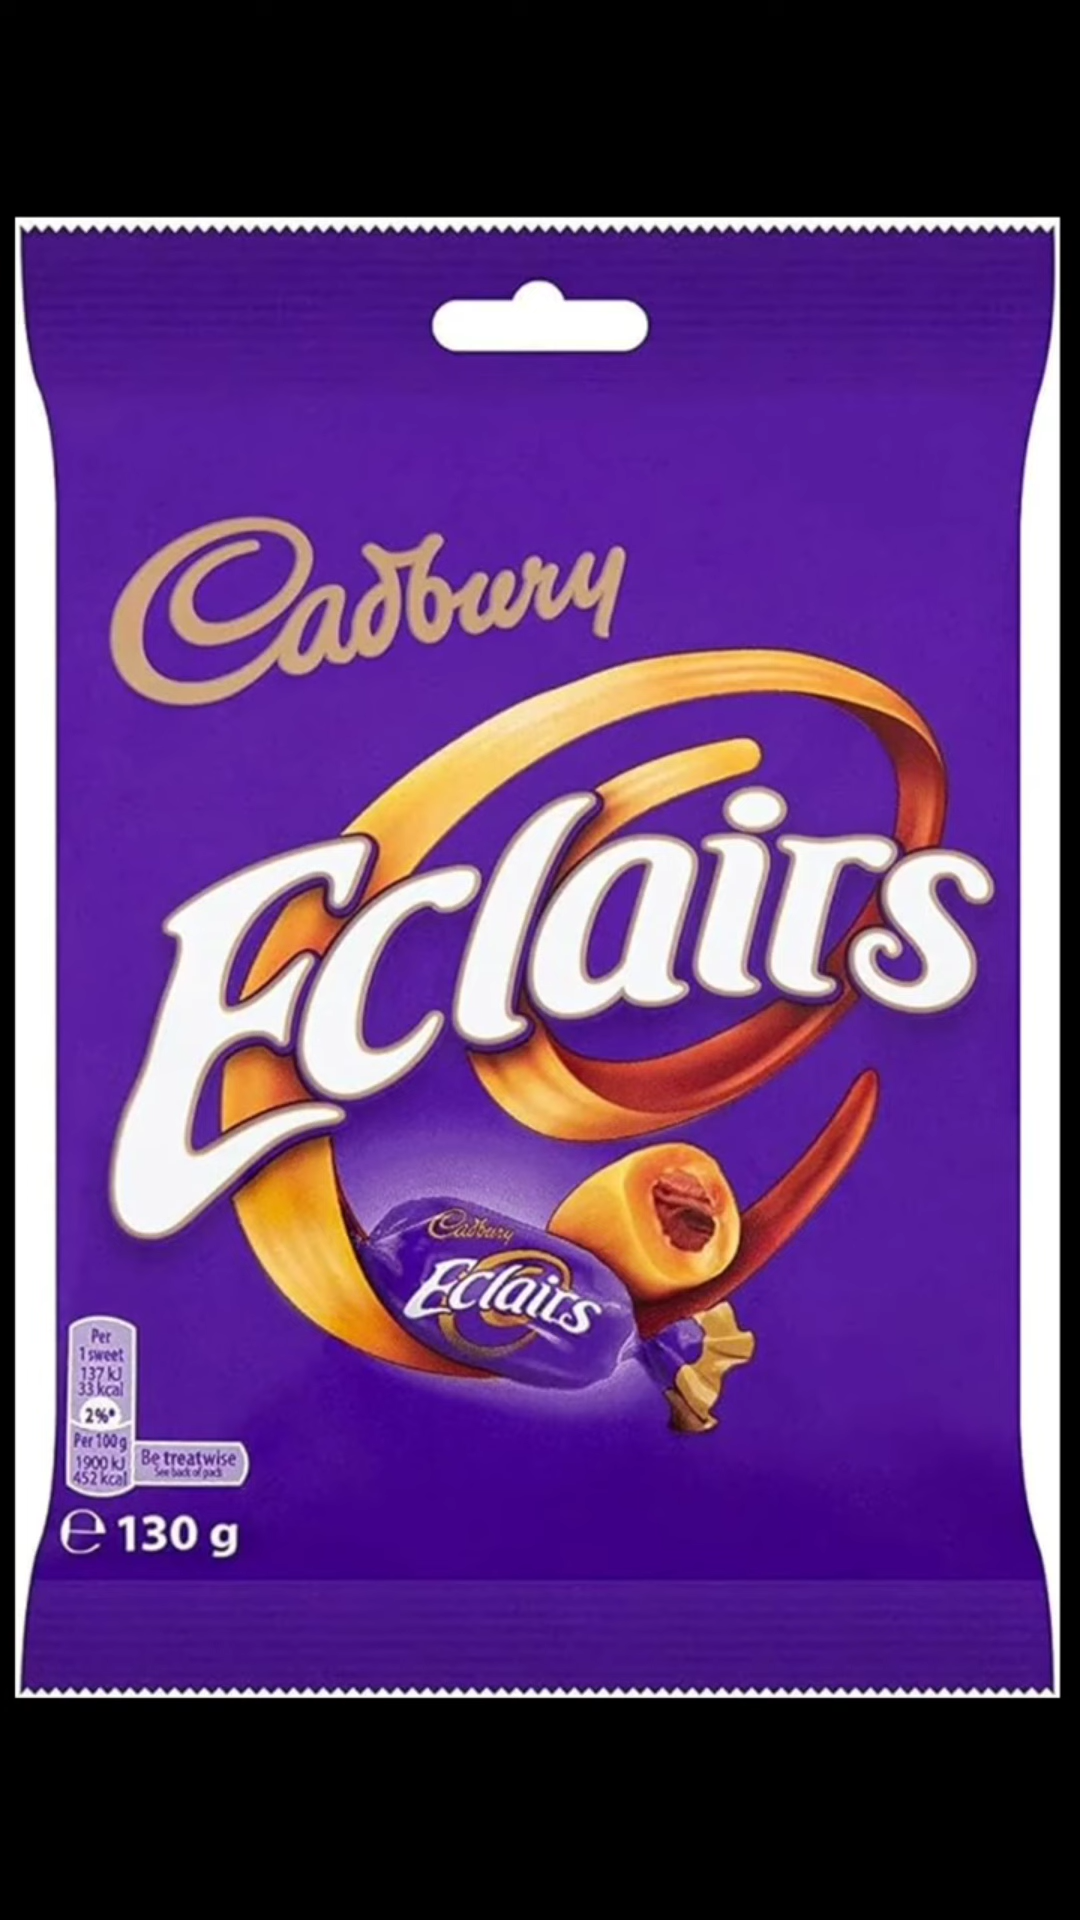 Cadbury
Eclairs
Cadbury
Eclairs
Per
1 sweet
137 kJ
33 kcal
2%*
Per 100 g
1900 kJ
452 kcal
Be treatwise
See back of pack
℮ 130 g